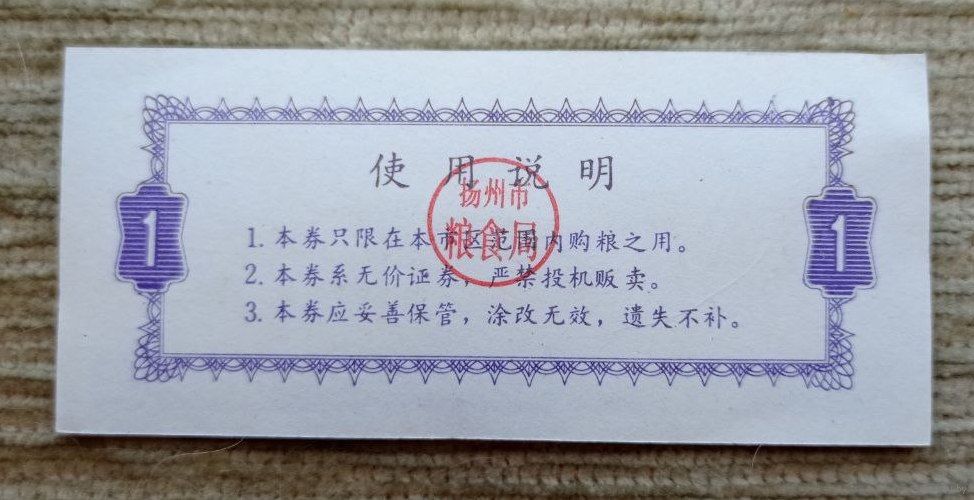 使用说明
扬州市
粮食局
1
1. 本券只限在本市区范围内购粮之用。
2. 本券系无价证券，严禁投机贩卖。
3. 本券应妥善保管，涂改无效，遗失不补。
1